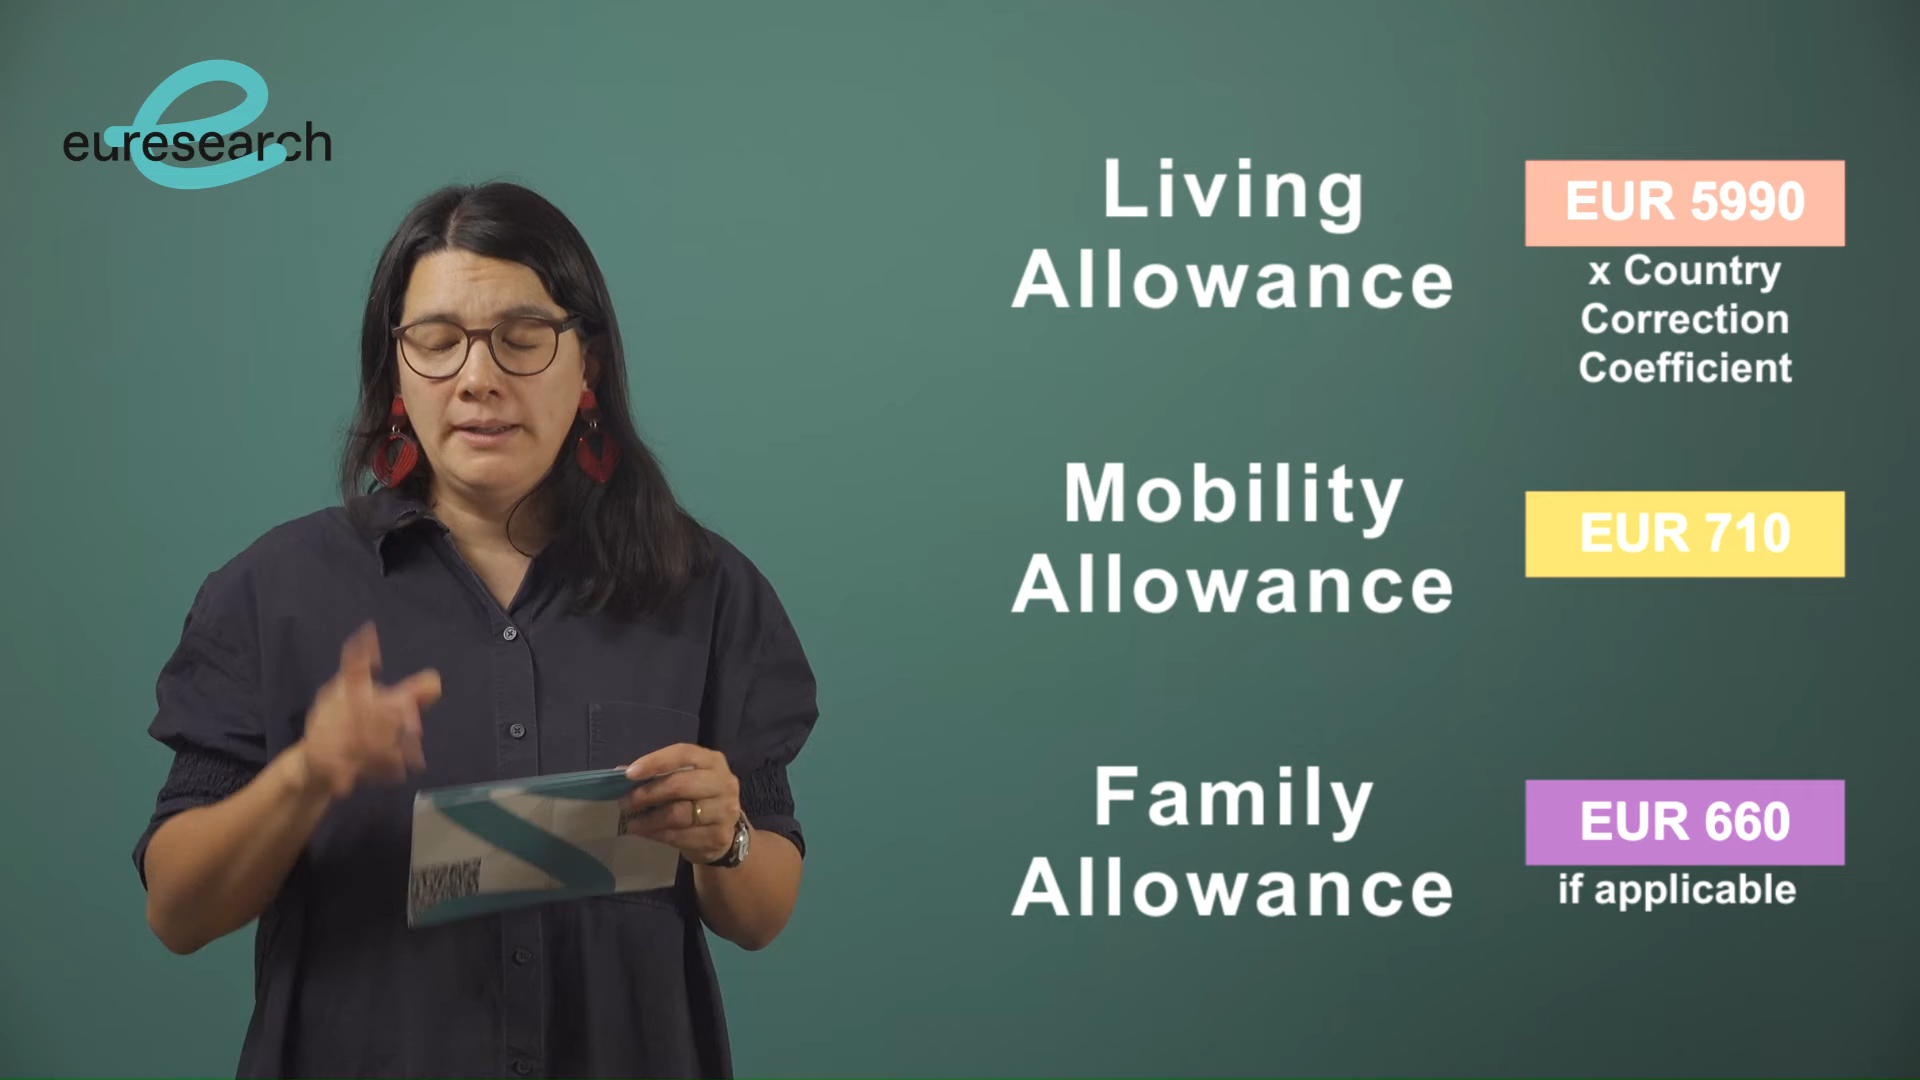 euresearch
Living
Allowance
EUR 5990
x Country
Correction
Coefficient
Mobility
Allowance
EUR 710
Family
Allowance
EUR 660
if applicable